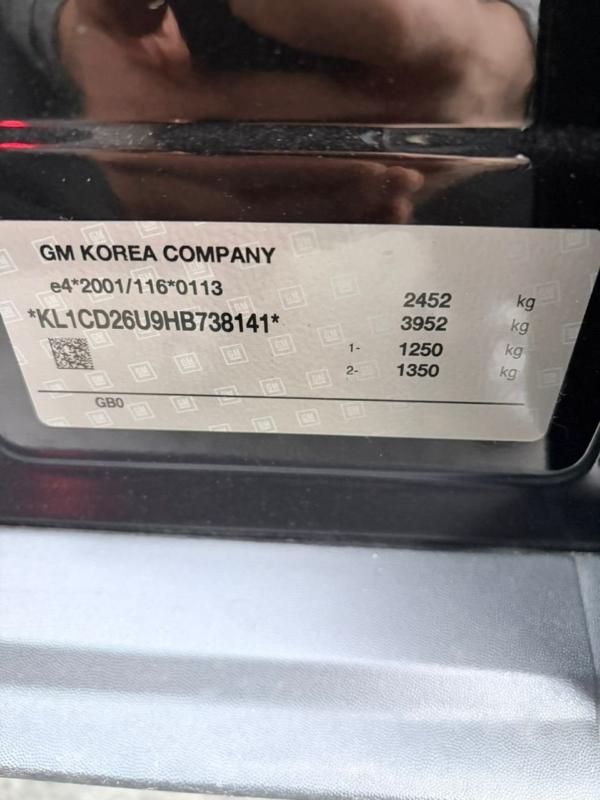 GM KOREA COMPANY
e4*2001/116*0113
*KL1CD26U9HB738141*
2452 kg
3952 kg
1- 1250 kg
2- 1350 kg
GB0